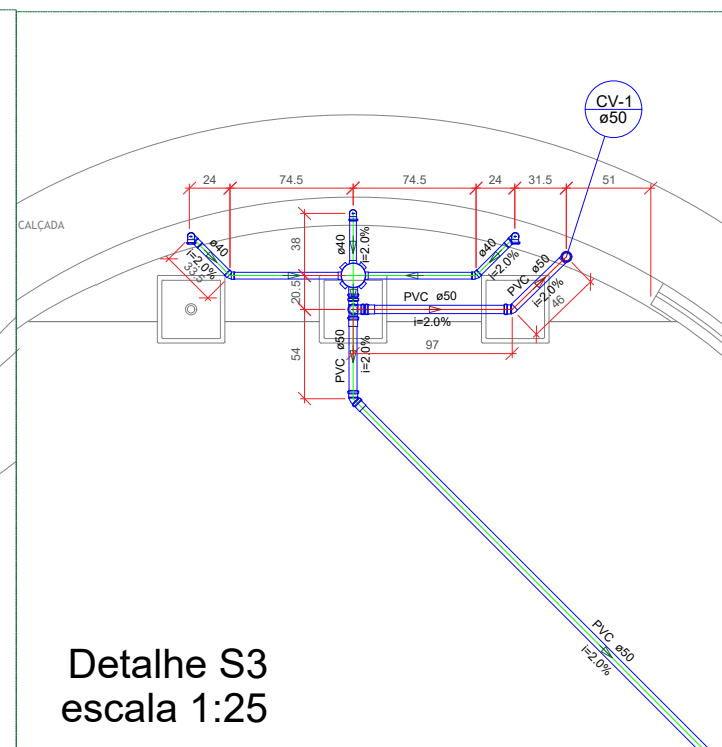 CV-1
ø50
24
74.5
74.5
24
31.5
51
CALÇADA
38
ø40
i=2.0%
ø40
i=2.0%
33.5
ø40
i=2.0%
PVC ø50
i=2.0%
46
20.5
PVC ø50
i=2.0%
97
54
PVC ø50
i=2.0%
PVC ø50
i=2.0%
Detalhe S3
escala 1:25